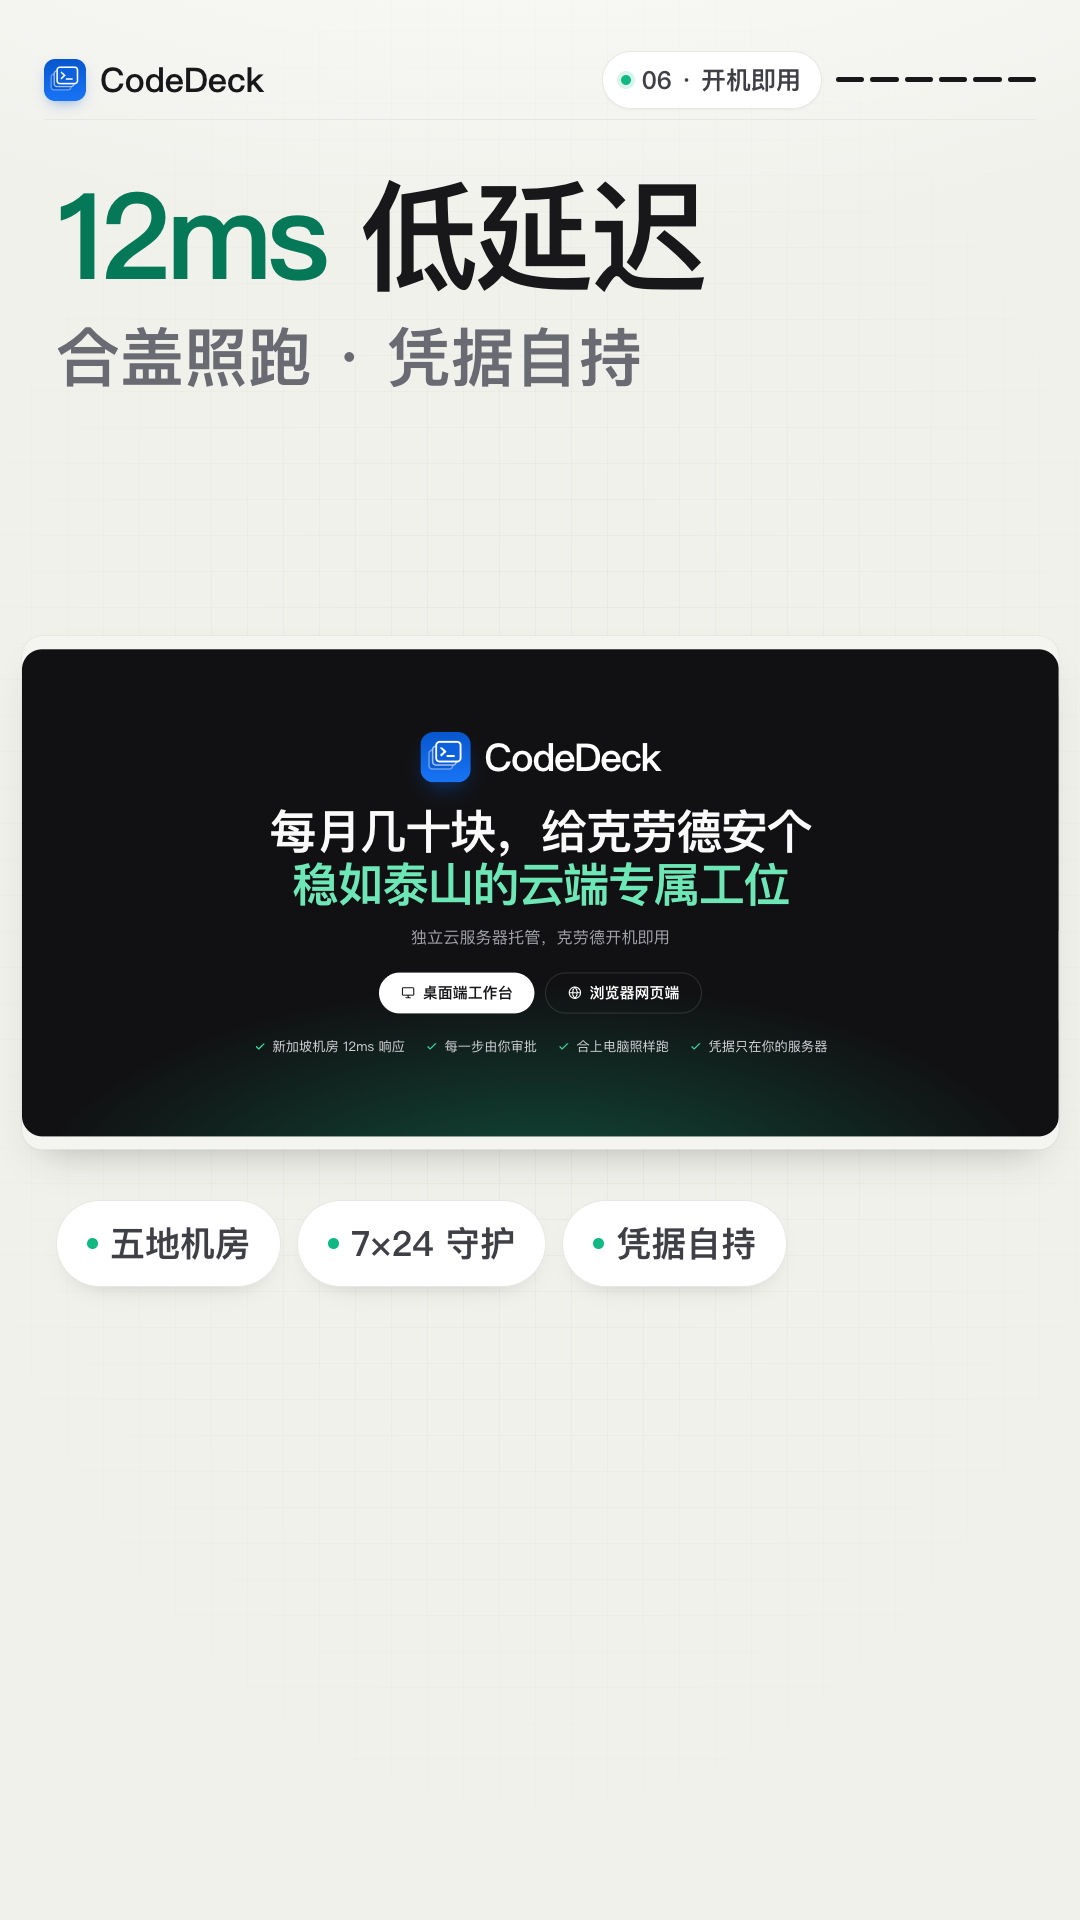 CodeDeck
06 · 开机即用
12ms 低延迟
合盖照跑 · 凭据自持
CodeDeck
每月几十块，给克劳德安个
稳如泰山的云端专属工位
独立云服务器托管，克劳德开机即用
桌面端工作台 浏览器网页端
新加坡机房 12ms 响应 每一步由你审批 合上电脑照样跑 凭据只在你的服务器
五地机房 7×24 守护 凭据自持